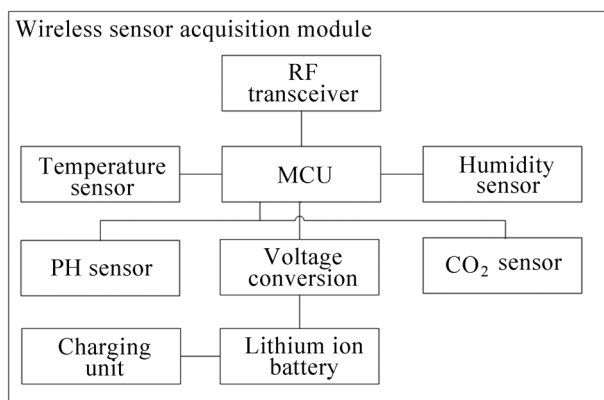 Wireless sensor acquisition module
RF
transceiver
Temperature
sensor
MCU
Humidity
sensor
PH sensor
Voltage
conversion
CO₂ sensor
Charging
unit
Lithium ion
battery